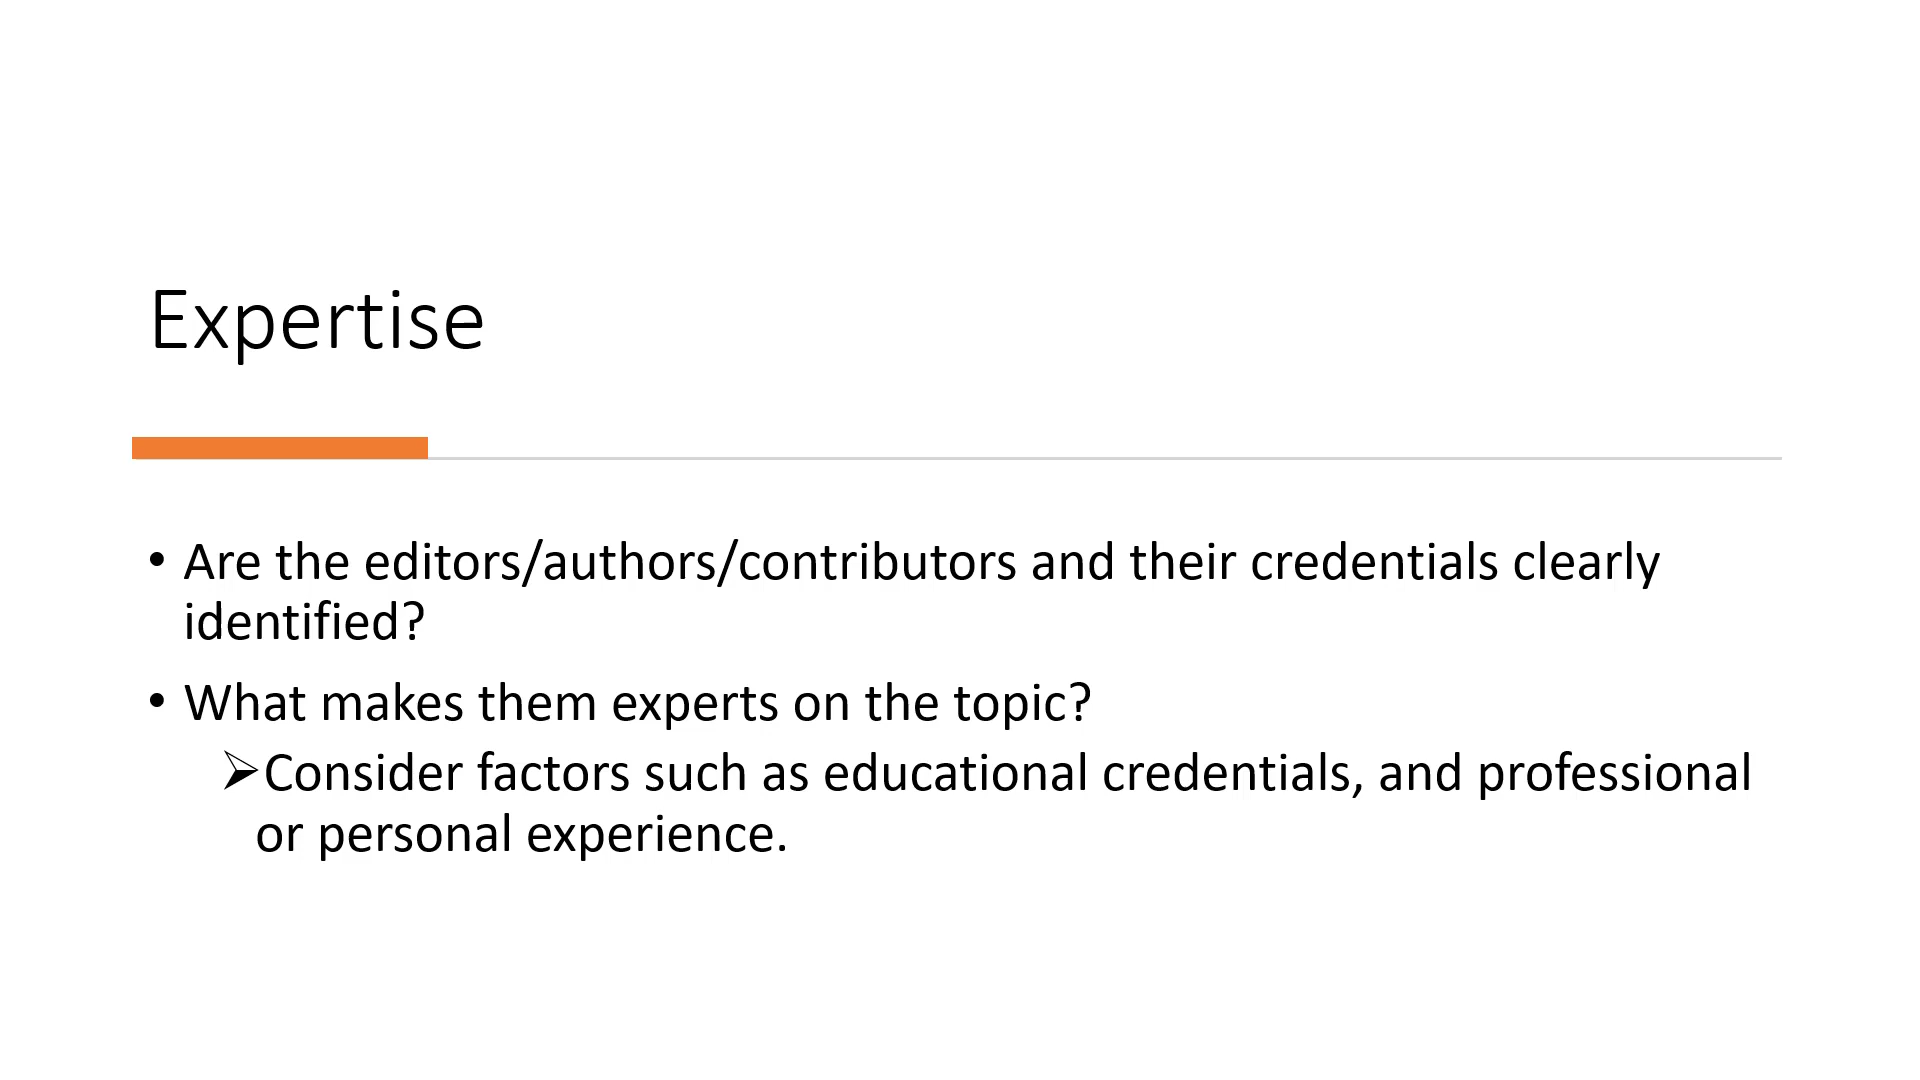 Expertise
• Are the editors/authors/contributors and their credentials clearly
identified?
• What makes them experts on the topic?
➢Consider factors such as educational credentials, and professional
or personal experience.